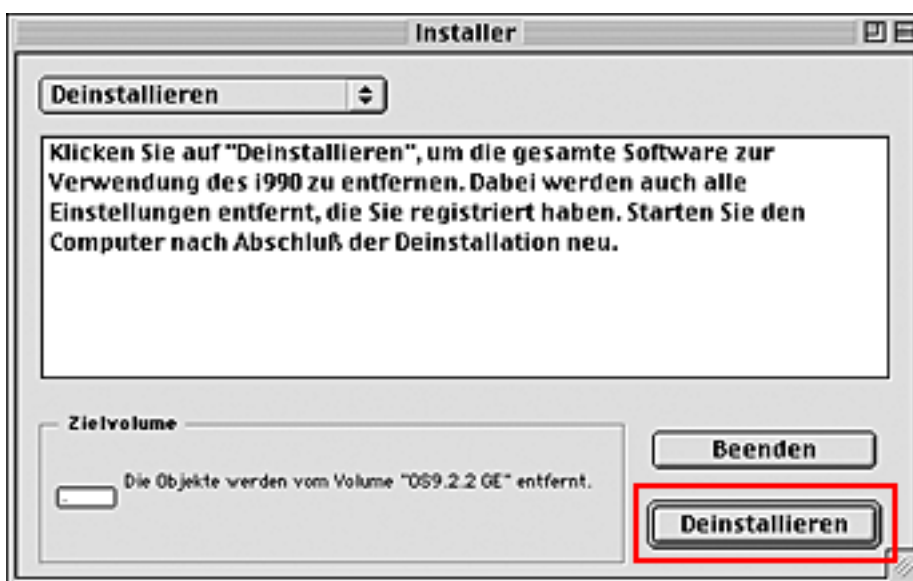 Installer
Deinstallieren
Klicken Sie auf "Deinstallieren", um die gesamte Software zur
Verwendung des i990 zu entfernen. Dabei werden auch alle
Einstellungen entfernt, die Sie registriert haben. Starten Sie den
Computer nach Abschluß der Deinstallation neu.
Zielvolume
Die Objekte werden vom Volume "OS9.2.2 GE" entfernt.
Beenden
Deinstallieren